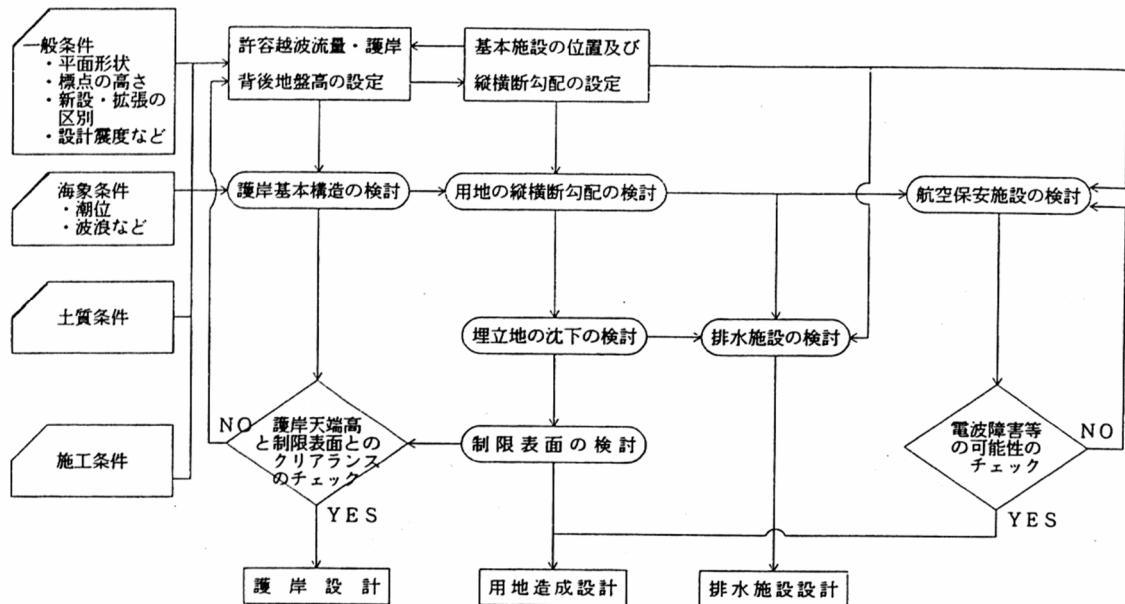 一般条件
・平面形状
・標点の高さ
・新設・拡張の
区別
・設計震度など
許容越波流量・護岸
背後地盤高の設定
基本施設の位置及び
縦横断勾配の設定
海象条件
・潮位
・波浪など
護岸基本構造の検討
用地の縦横断勾配の検討
航空保安施設の検討
土質条件
埋立地の沈下の検討
排水施設の検討
施工条件
NO
護岸天端高
と制限表面との
クリアランス
のチェック
YES
制限表面の検討
電波障害等
の可能性の
チェック
NO
YES
護岸設計
用地造成設計
排水施設設計